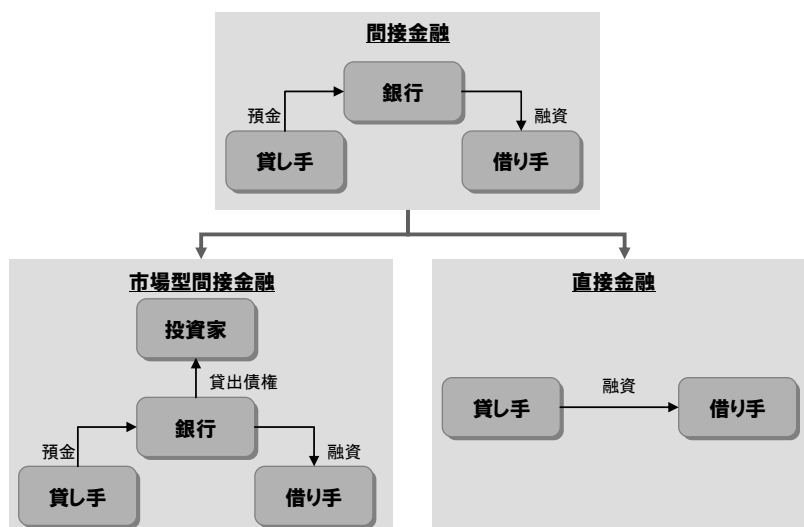 間接金融
銀行
預金
融資
貸し手
借り手
市場型間接金融
投資家
貸出債権
銀行
預金
融資
貸し手
借り手
直接金融
融資
貸し手
借り手